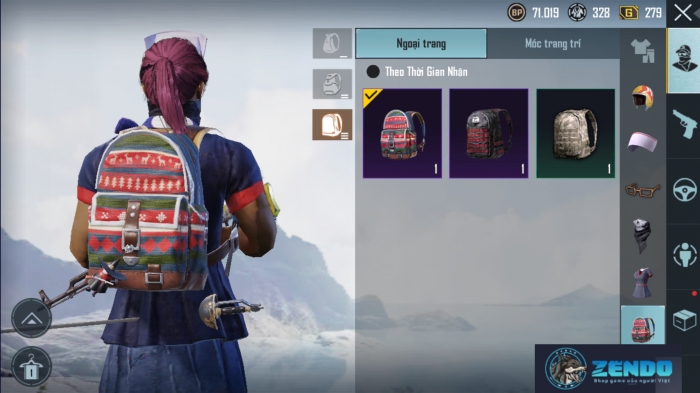 BP 71.019 328 G 279
Ngoại trang
Móc trang trí
Theo Thời Gian Nhận
1
1
1
1
ZENDO
Shop game của người Việt